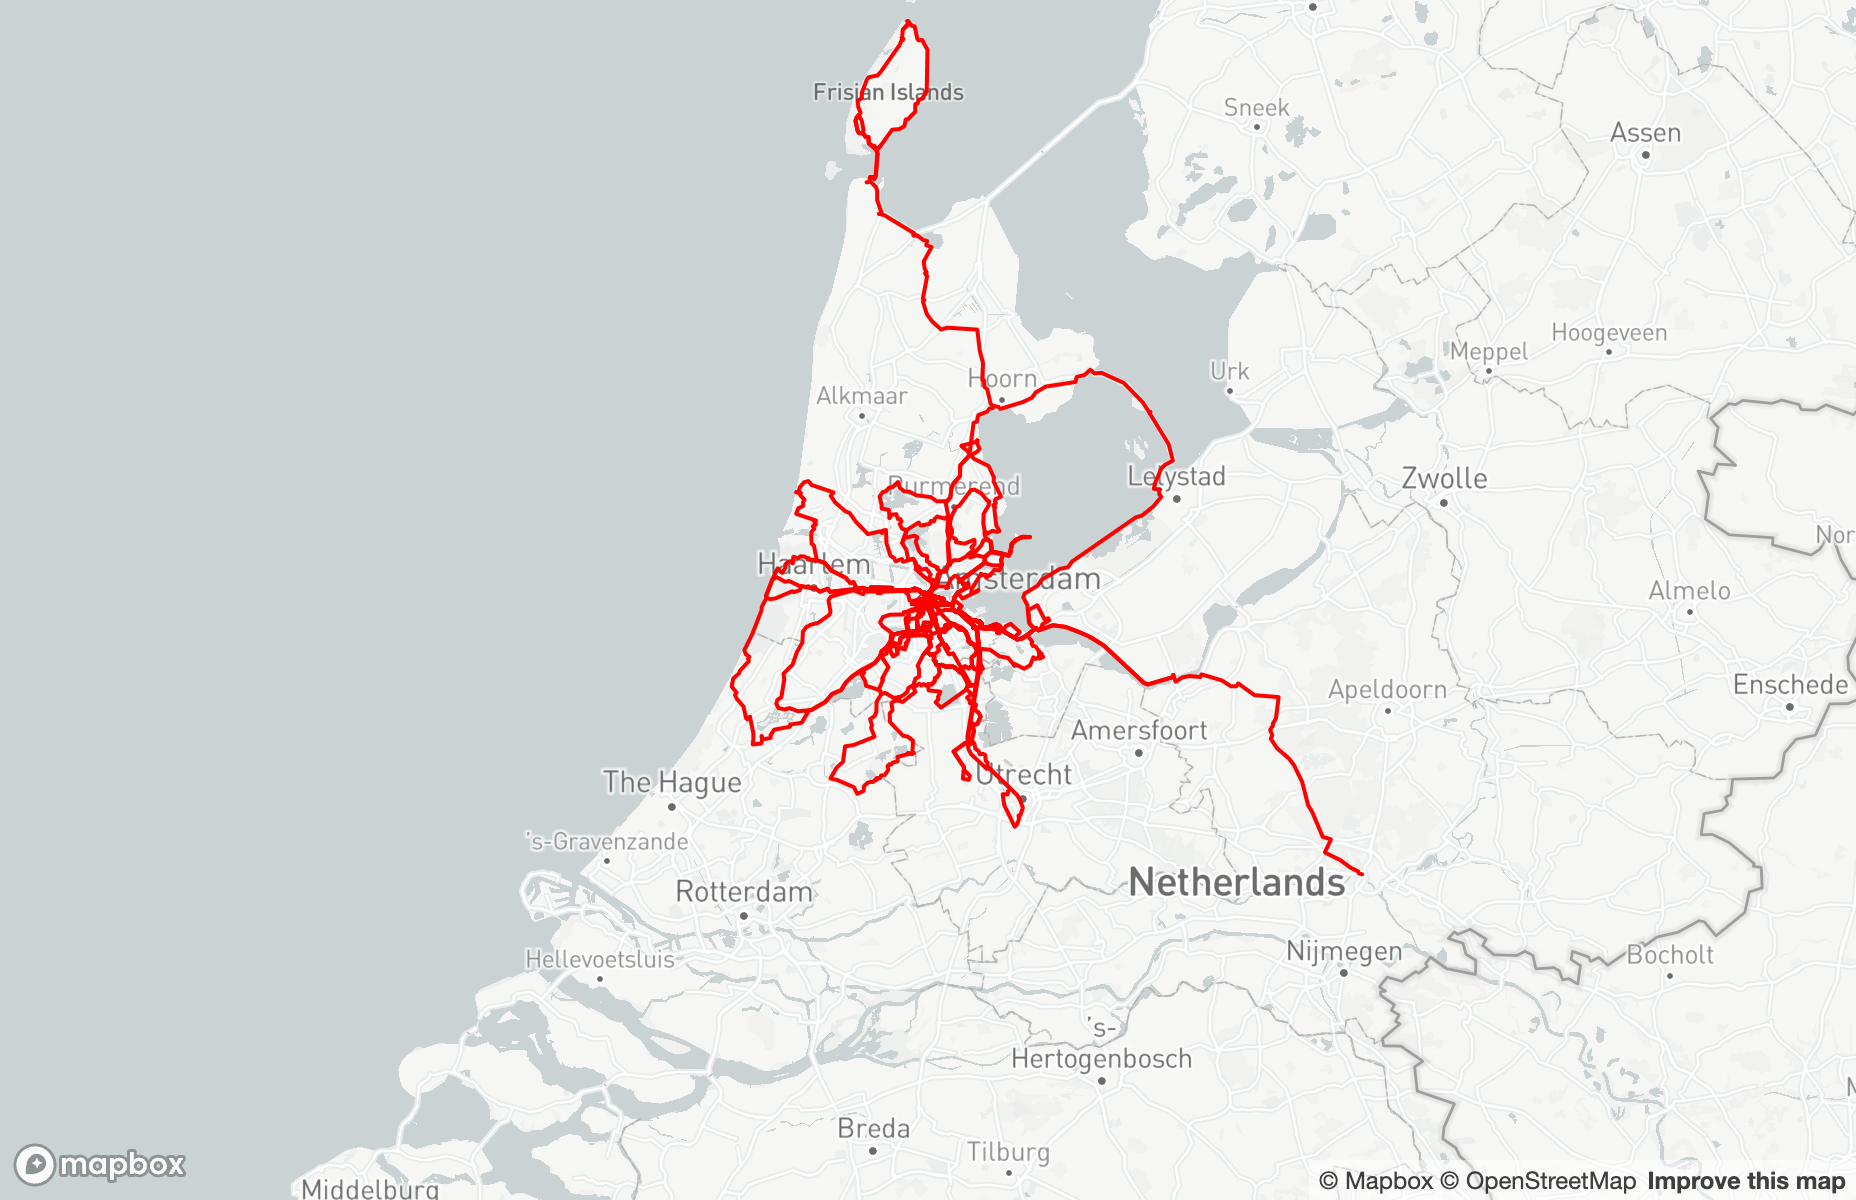 Frisian Islands
Sneek
Assen
Hoogeveen
Meppel
Urk
Hoorn
Alkmaar
Lelystad
Zwolle
Purmerend
Nor
Haarlem
Amsterdam
Almelo
Enschede
Apeldoorn
Amersfoort
Utrecht
The Hague
's-Gravenzande
Netherlands
Rotterdam
Nijmegen
Bocholt
Hellevoetsluis
's-
Hertogenbosch
Breda
Tilburg
Middelburg
mapbox
© Mapbox © OpenStreetMap Improve this map